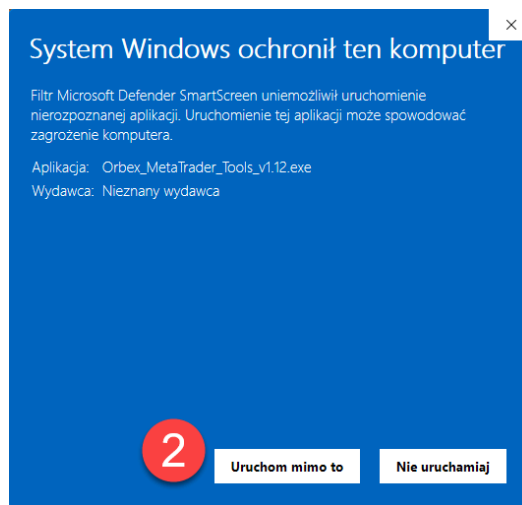 System Windows ochronił ten komputer
Filtr Microsoft Defender SmartScreen uniemożliwił uruchomienie
nierozpoznanej aplikacji. Uruchomienie tej aplikacji może spowodować
zagrożenie komputera.
Aplikacja: Orbex_MetaTrader_Tools_v1.12.exe
Wydawca: Nieznany wydawca
2
Uruchom mimo to Nie uruchamiaj